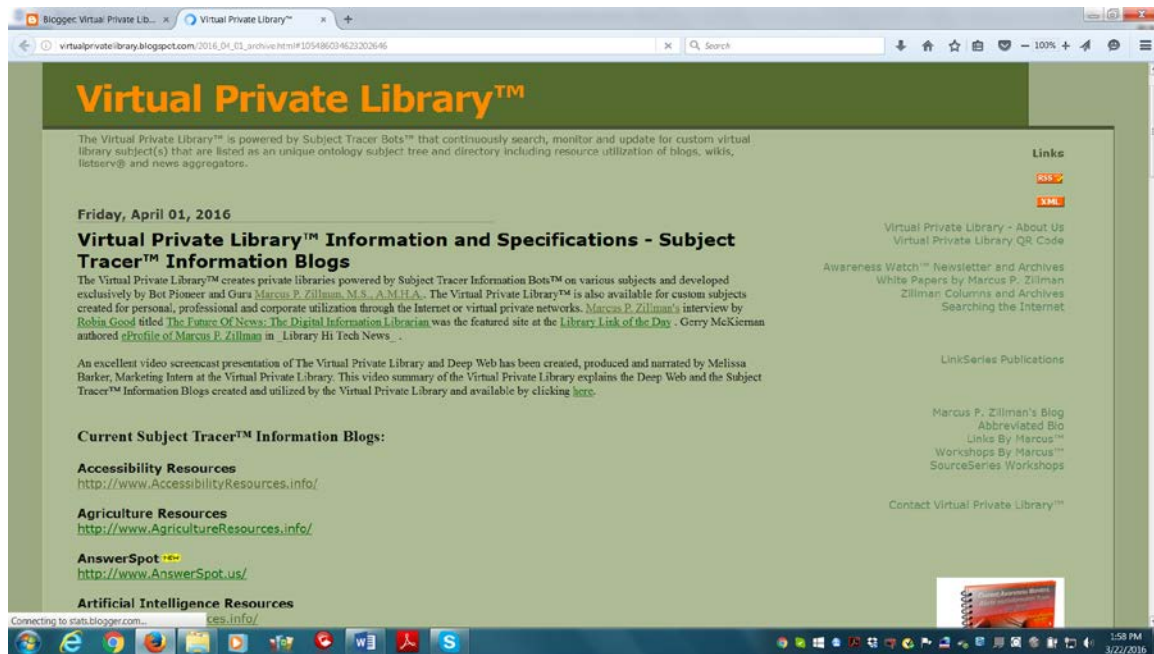 Blogger: Virtual Private Lib...
Virtual Private Library™
virtualprivatelibrary.blogspot.com/2016_04_01_archive.html#105486034623202646
Search
100%
Virtual Private Library™
The Virtual Private Library™ is powered by Subject Tracer Bots™ that continuously search, monitor and update for custom virtual
library subject(s) that are listed as an unique ontology subject tree and directory including resource utilization of blogs, wikis,
listserv® and news aggregators.
Friday, April 01, 2016
Virtual Private Library™ Information and Specifications - Subject
Tracer™ Information Blogs
The Virtual Private Library™ creates private libraries powered by Subject Tracer Information Bots™ on various subjects and developed
exclusively by Bot Pioneer and Guru Marcus P. Zillman, M.S., A.M.H.A.. The Virtual Private Library™ is also available for custom subjects
created for personal, professional and corporate utilization through the Internet or virtual private networks. Marcus P. Zillman's interview by
Robin Good titled The Future Of News: The Digital Information Librarian was the featured site at the Library Link of the Day . Gerry McKiernan
authored eProfile of Marcus P. Zillman in _Library Hi Tech News_ .
An excellent video screencast presentation of The Virtual Private Library and Deep Web has been created, produced and narrated by Melissa
Barker, Marketing Intern at the Virtual Private Library. This video summary of the Virtual Private Library explains the Deep Web and the Subject
Tracer™ Information Blogs created and utilized by the Virtual Private Library and available by clicking here.
Current Subject Tracer™ Information Blogs:
Accessibility Resources
http://www.AccessibilityResources.info/
Agriculture Resources
http://www.AgricultureResources.info/
AnswerSpot NEW
http://www.AnswerSpot.us/
Artificial Intelligence Resources
ces.info/
Links
RSS
XML
Virtual Private Library - About Us
Virtual Private Library QR Code
Awareness Watch™ Newsletter and Archives
White Papers by Marcus P. Zillman
Zillman Columns and Archives
Searching the Internet
LinkSeries Publications
Marcus P. Zillman's Blog
Abbreviated Bio
Links By Marcus™
Workshops By Marcus™
SourceSeries Workshops
Contact Virtual Private Library™
Connecting to stats.blogger.com...
1:58 PM
3/22/2016